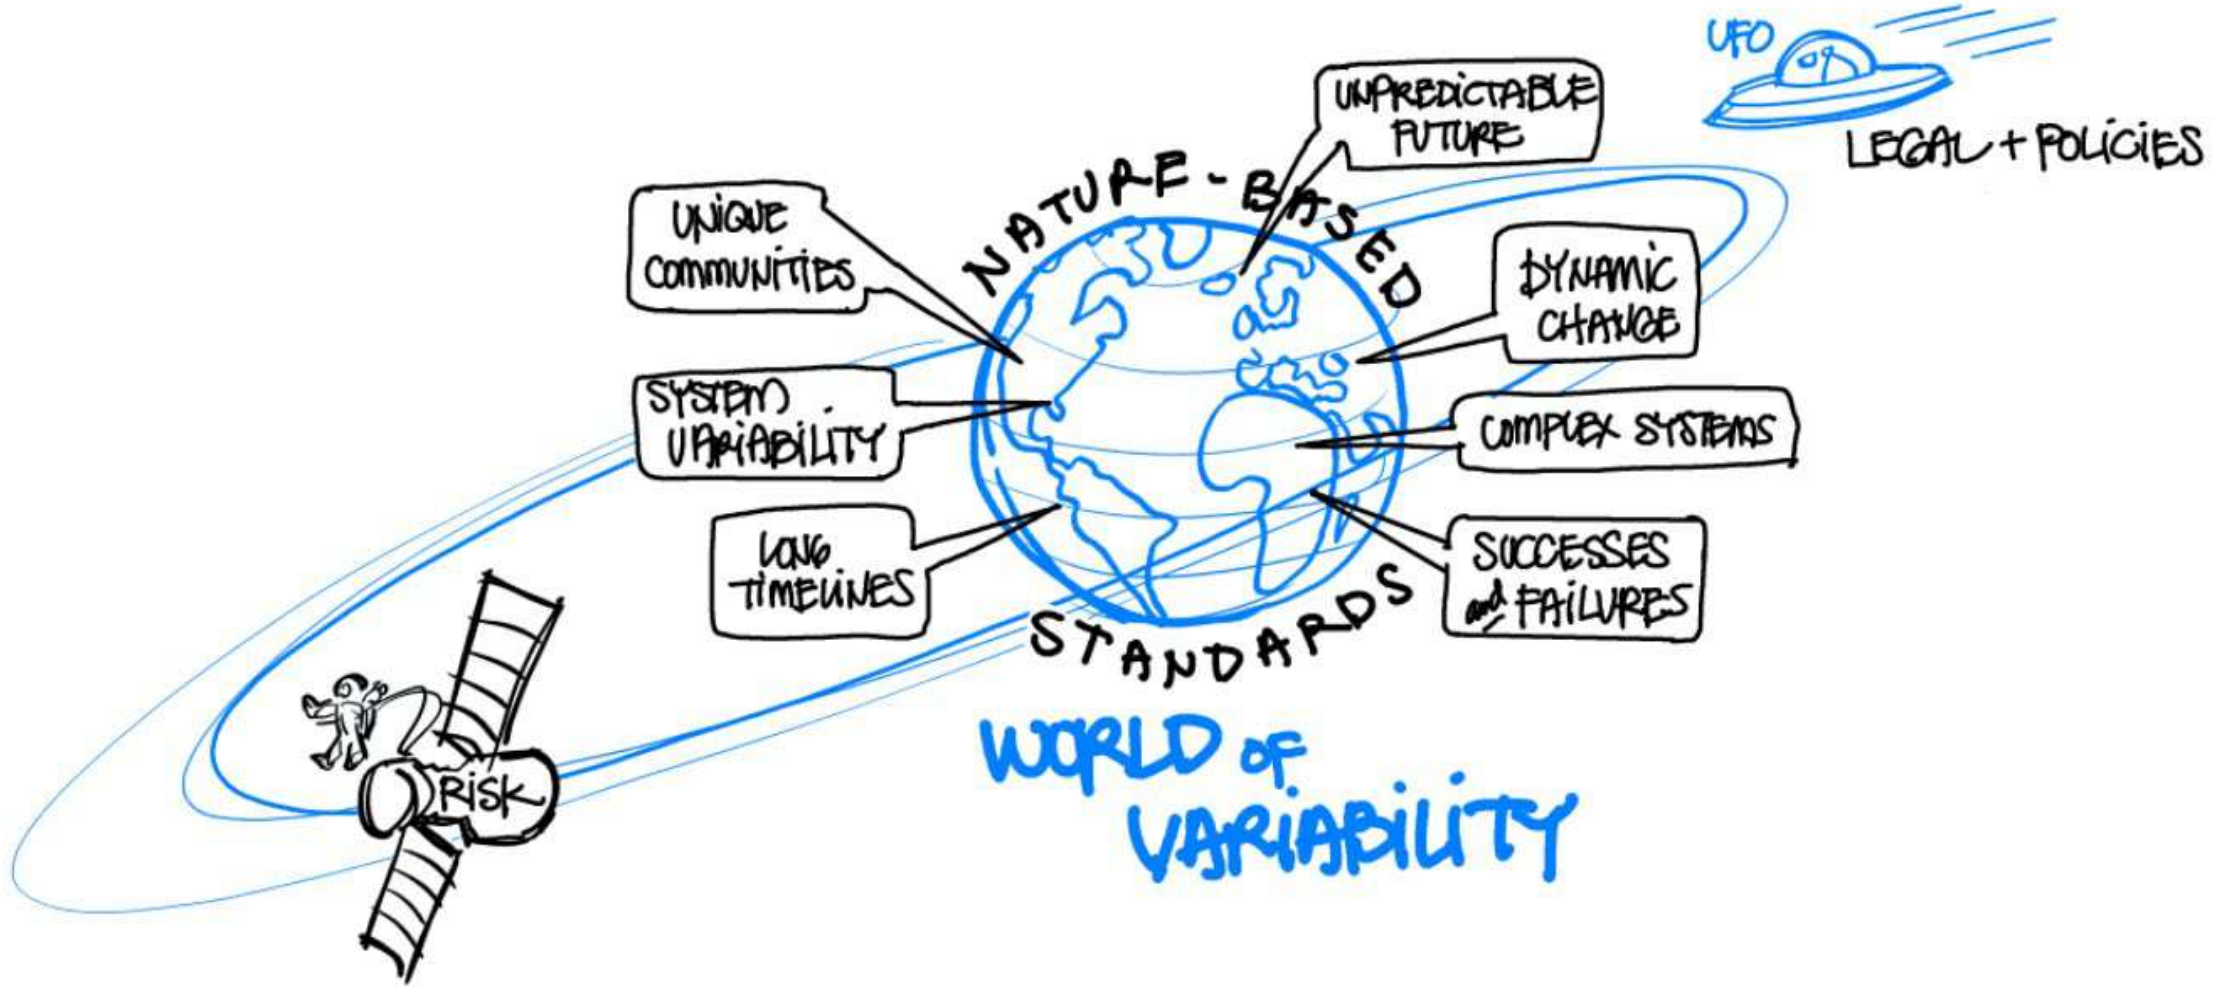 UFO
LEGAL + POLICIES
UNPREDICTABLE
FUTURE
NATURE-BASED
UNIQUE
COMMUNITIES
DYNAMIC
CHANGE
SYSTEM
VARIABILITY
COMPLEX SYSTEMS
LONG
TIMELINES
SUCCESSES
and FAILURES
STANDARDS
RISK
WORLD OF
VARIABILITY